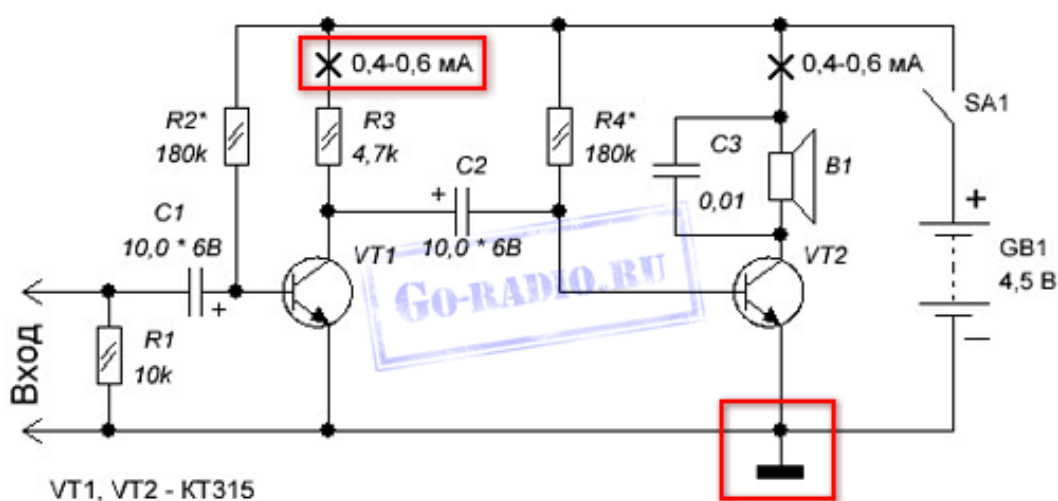 0,4-0,6 мА
0,4-0,6 мА
SA1
R2*
180k
R3
4,7k
R4*
180k
C3
0,01
B1
C2
10,0 * 6В
C1
10,0 * 6В
+
+
+
VT1
VT2
GB1
4,5 В
GO-RADIO.RU
Вход
R1
10k
VT1, VT2 - КТ315